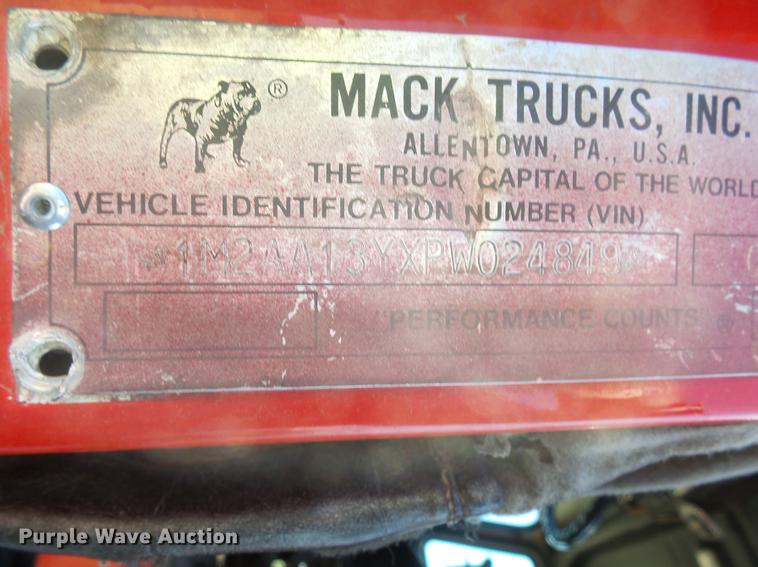 ®
MACK TRUCKS, INC.
ALLENTOWN, PA., U.S.A.
THE TRUCK CAPITAL OF THE WORLD
VEHICLE IDENTIFICATION NUMBER (VIN)
*1M2AA13YXPW024849*
"PERFORMANCE COUNTS" ®
Purple Wave Auction®